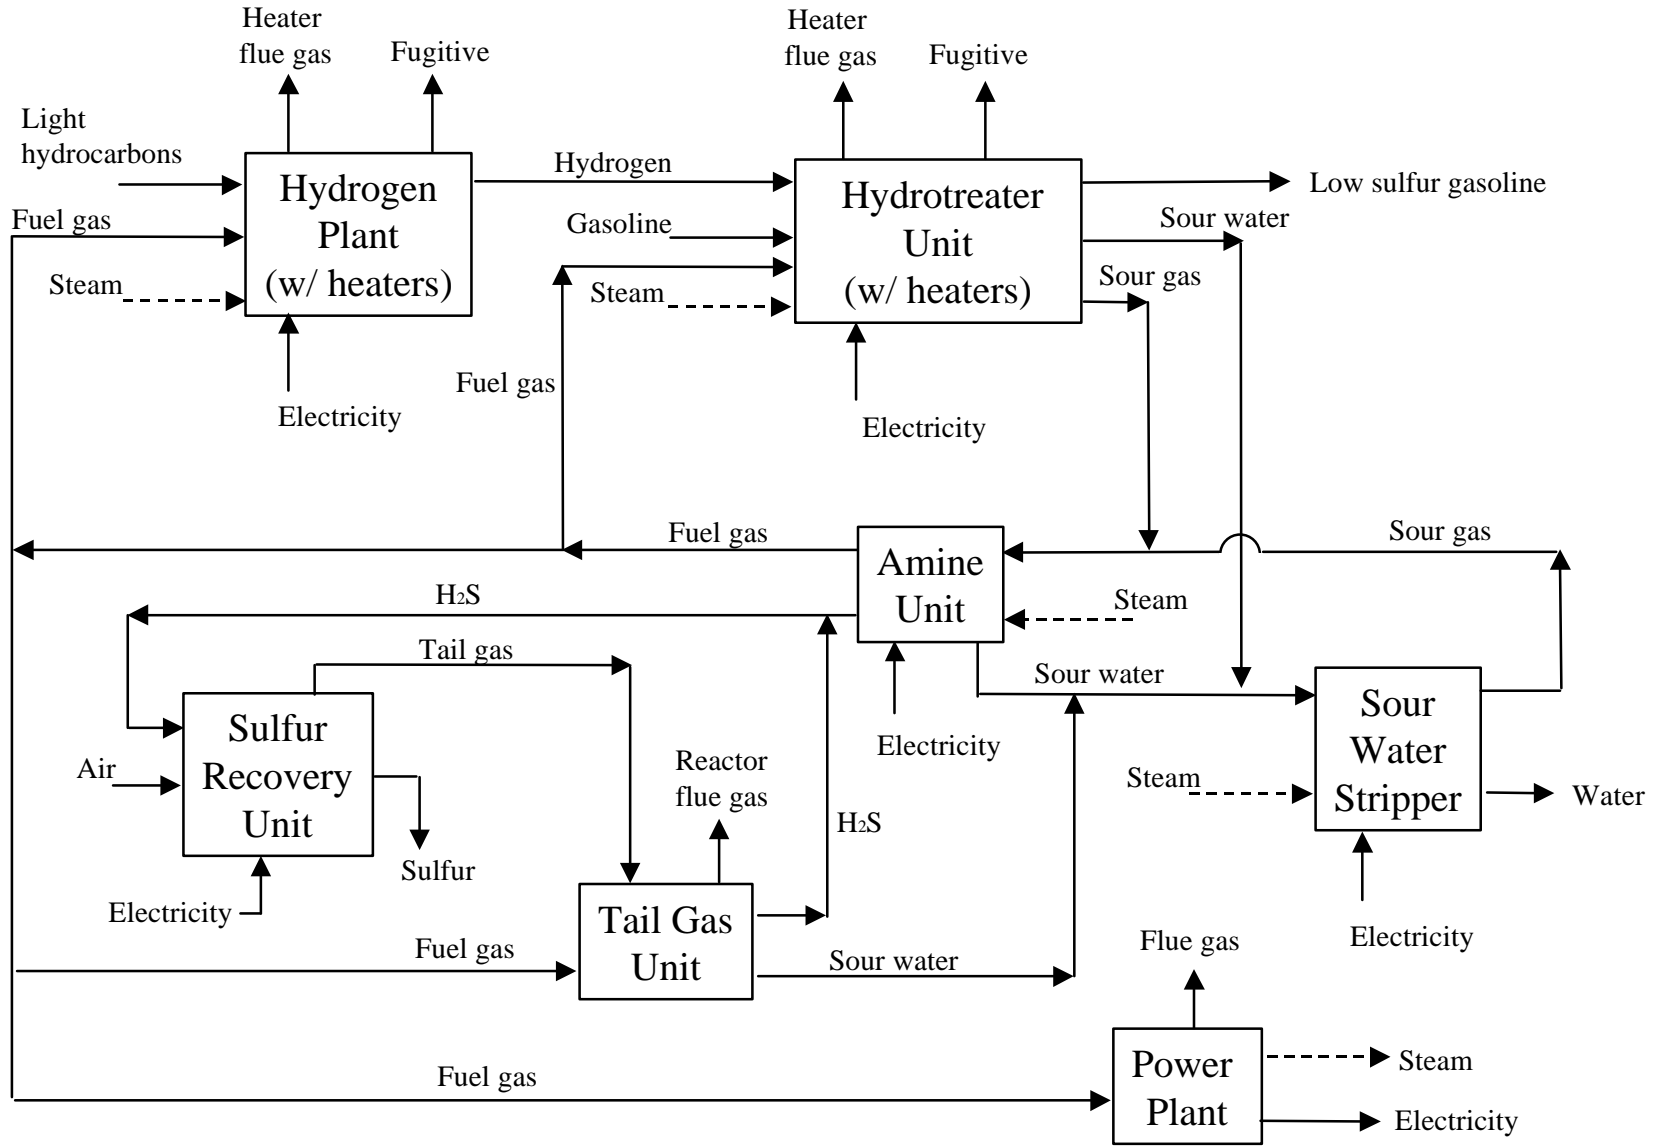 Heater
flue gas
Fugitive
Heater
flue gas
Fugitive
Light
hydrocarbons
Hydrogen
Plant
(w/ heaters)
Hydrogen
Hydrotreater
Unit
(w/ heaters)
Low sulfur gasoline
Fuel gas
Gasoline
Sour water
Steam
Steam
Sour gas
Fuel gas
Electricity
Electricity
Fuel gas
Amine
Unit
Sour gas
H2S
Steam
Tail gas
Sour water
Sulfur
Recovery
Unit
Sour
Water
Stripper
Air
Reactor
flue gas
Electricity
Steam
Water
H2S
Sulfur
Electricity
Tail Gas
Unit
Fuel gas
Sour water
Flue gas
Electricity
Power
Plant
Steam
Fuel gas
Electricity